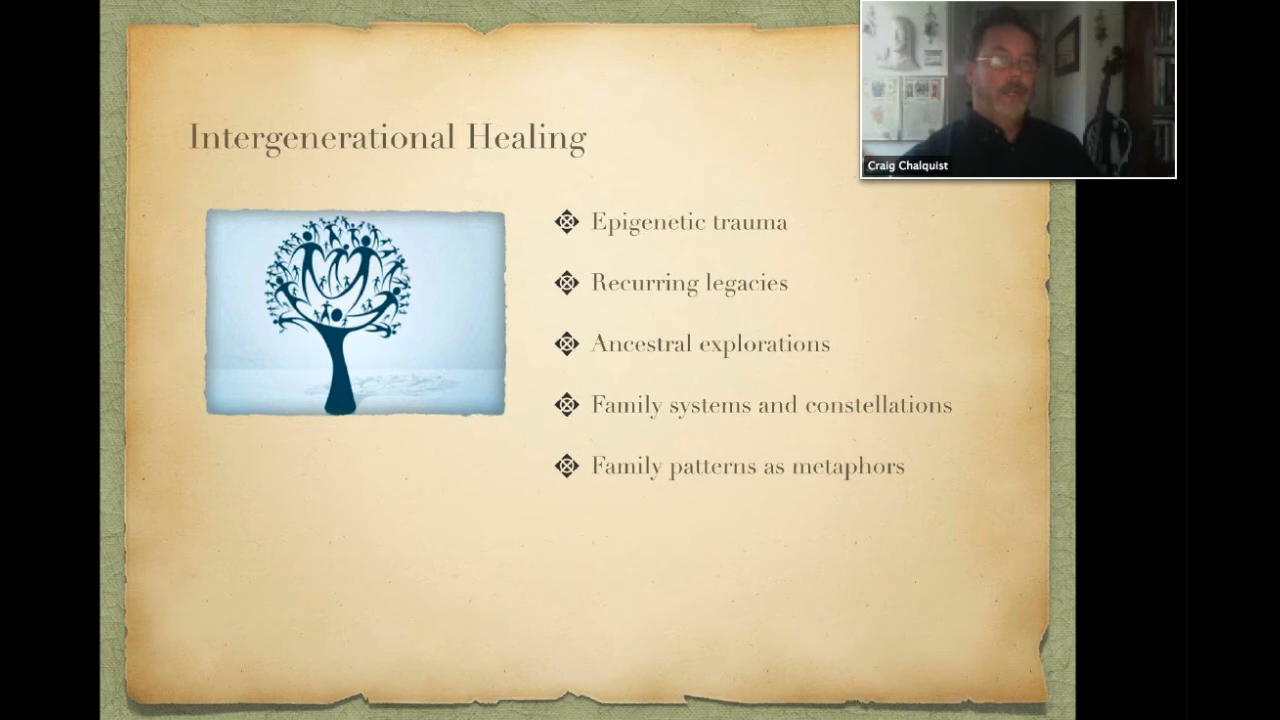 Intergenerational Healing
Craig Chalquist
Epigenetic trauma
Recurring legacies
Ancestral explorations
Family systems and constellations
Family patterns as metaphors